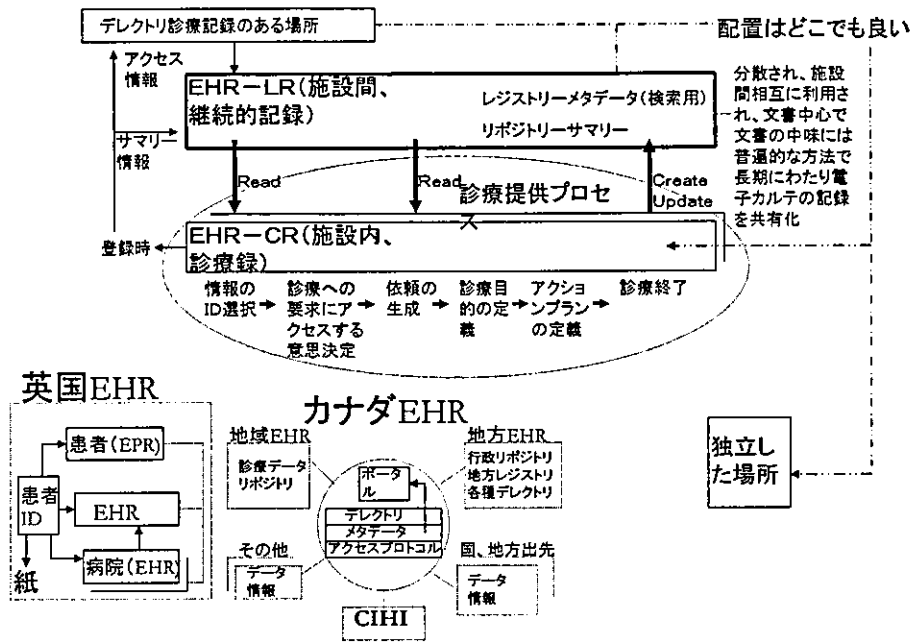 デレクトリ診療記録のある場所
配置はどこでも良い
アクセス
情報
EHR－LR(施設間、
継続的記録)
レジストリーメタデータ(検索用)
リポジトリーサマリー
サマリー
情報
分散され、施設
間相互に利用さ
れ、文書中心で
文書の中味には
普遍的な方法で
長期にわたり電
子カルテの記録
を共有化
Read
Read
診療提供プロセ
ス
Create
Update
登録時
EHR－CR(施設内、
診療録)
情報の
ID選択
診療への
要求にア
クセスする
意思決定
依頼の
生成
診療目
的の定
義
アクショ
ンプラン
の定義
診療終了
英国EHR
患者(EPR)
患者
ID
EHR
病院(EHR)
紙
カナダEHR
地域EHR
診療データ
リポジトリ
地方EHR
行政リポジトリ
地方レジストリ
各種デレクトリ
ポータ
ル
デレクトリ
メタデータ
アクセスプロトコル
その他
データ
情報
国、地方出先
データ
情報
CIHI
独立し
た場所